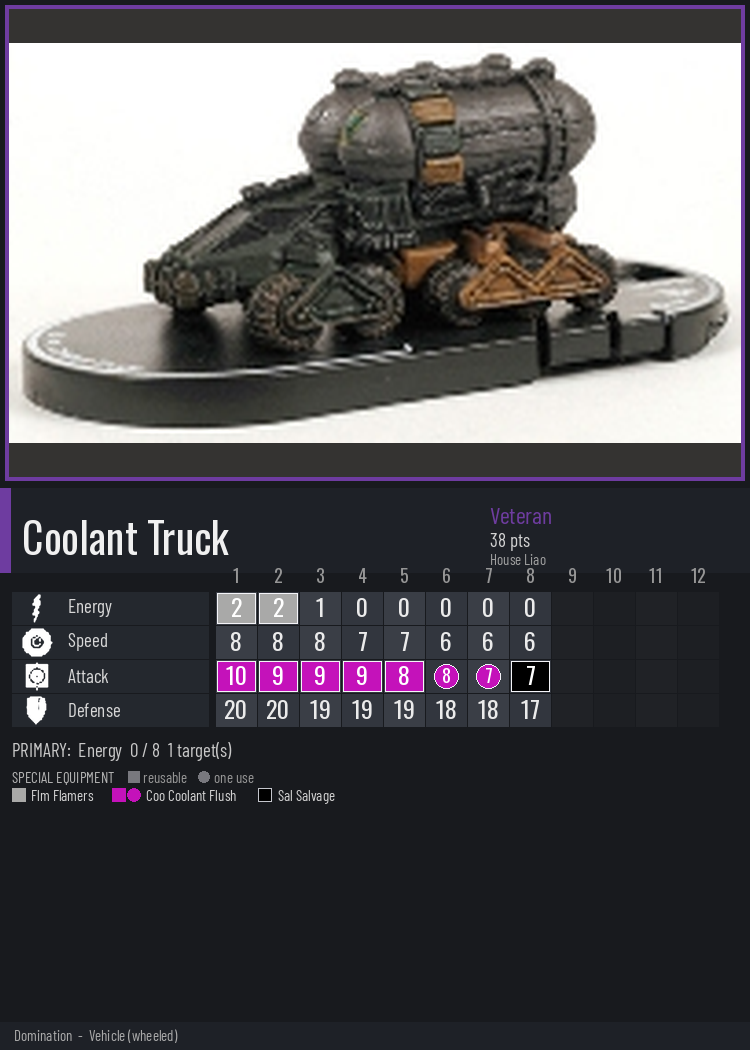 Coolant Truck
Veteran
38 pts
House Liao
1 2 3 4 5 6 7 8 9 10 11 12
Energy 2 2 1 0 0 0 0 0
Speed 8 8 8 7 7 6 6 6
Attack 10 9 9 9 8 8 7 7
Defense 20 20 19 19 19 18 18 17
PRIMARY: Energy 0 / 8 1 target(s)
SPECIAL EQUIPMENT reusable one use
Flm Flamers Coo Coolant Flush Sal Salvage
Domination - Vehicle (wheeled)